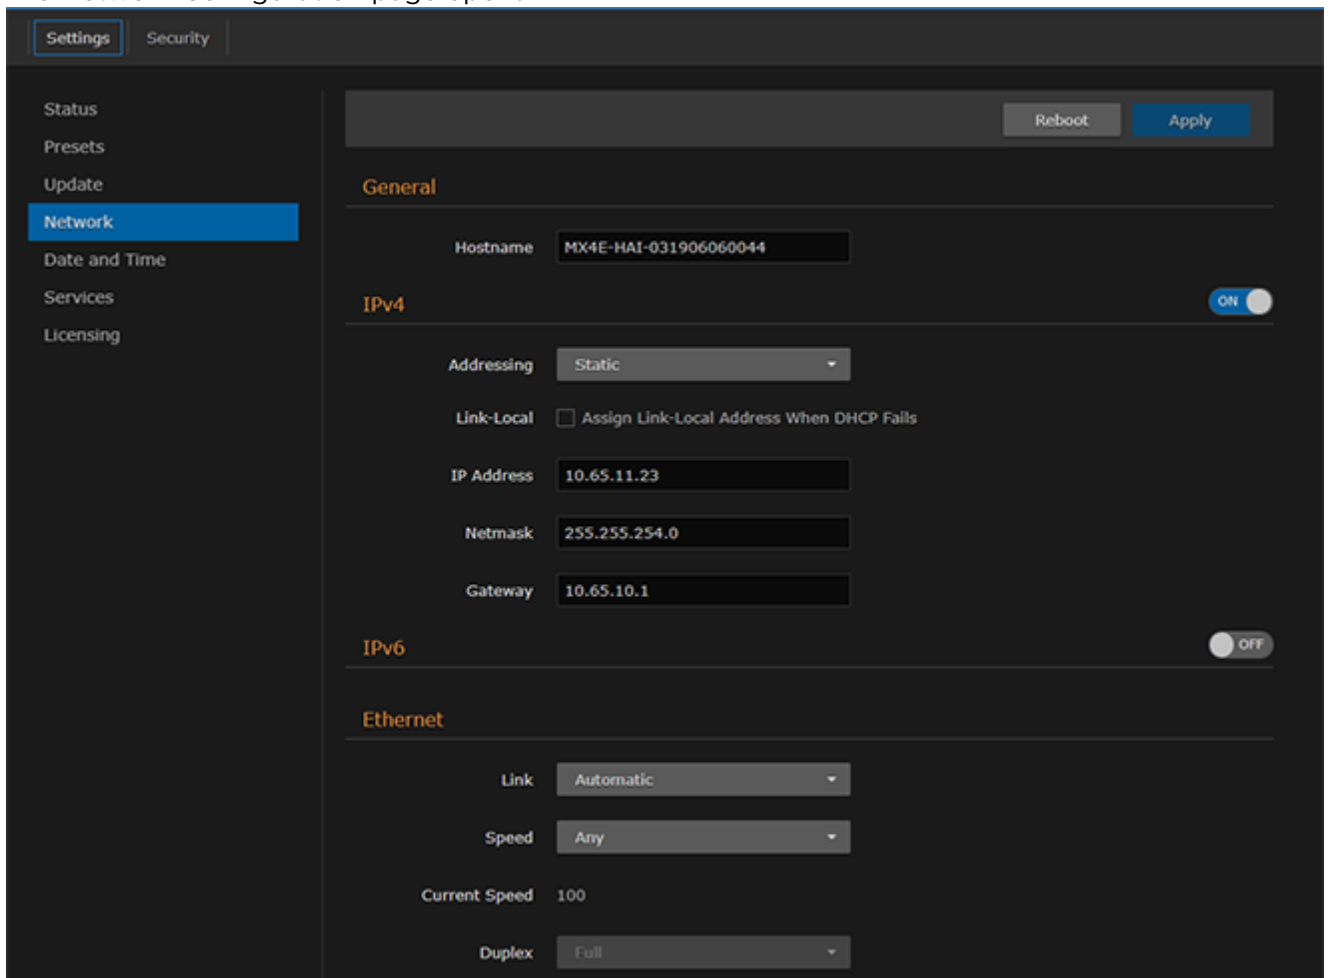 Settings Security
Status
Reboot Apply
Presets
Update
General
Network
Hostname MX4E-HAI-031906060044
Date and Time
Services
IPv4 ON
Licensing
Addressing Static
Link-Local Assign Link-Local Address When DHCP Fails
IP Address 10.65.11.23
Netmask 255.255.254.0
Gateway 10.65.10.1
IPv6 OFF
Ethernet
Link Automatic
Speed Any
Current Speed 100
Duplex Full